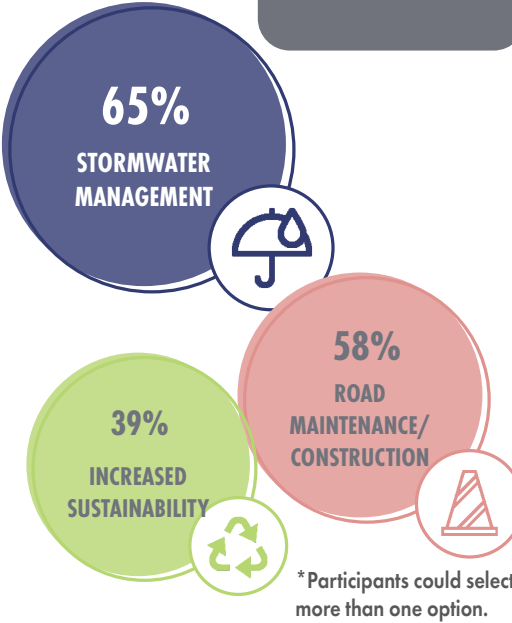 65%
STORMWATER
MANAGEMENT
58%
ROAD
MAINTENANCE/
CONSTRUCTION
39%
INCREASED
SUSTAINABILITY
*Participants could select
more than one option.